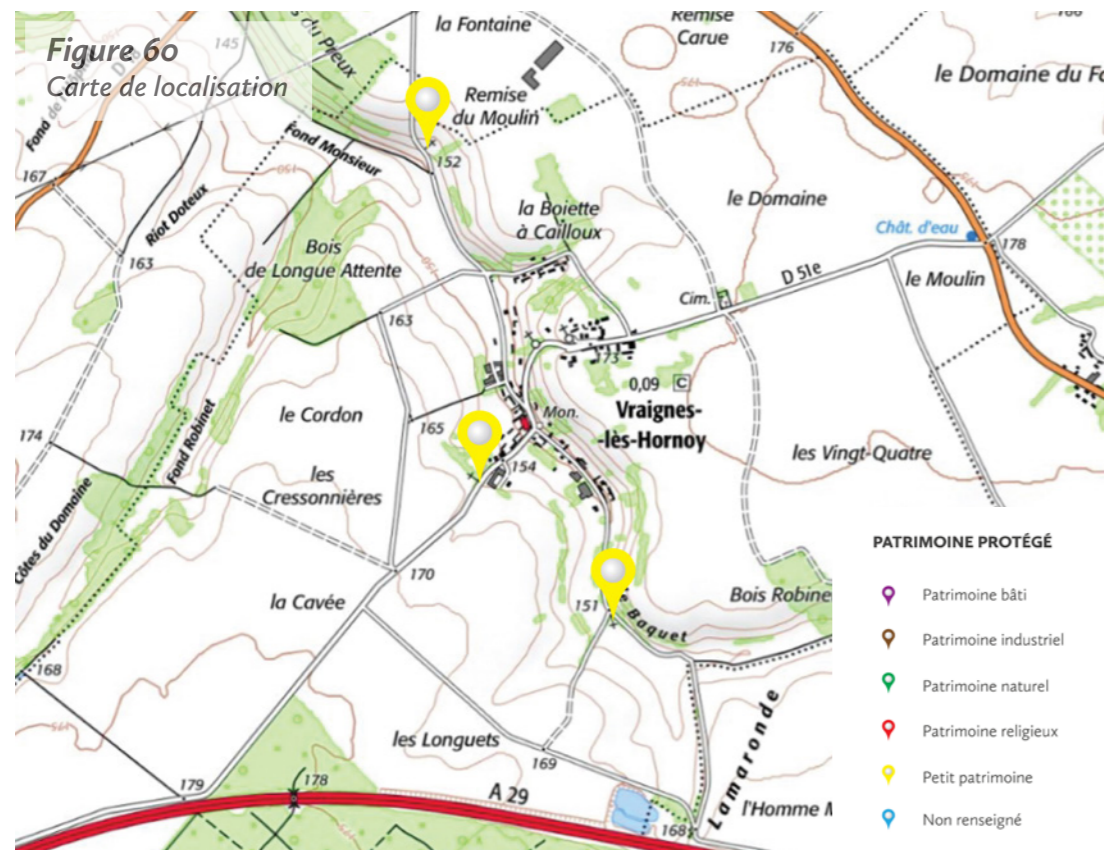 Figure 60
Carte de localisation
la Fontaine
Remise
Carue
176
145
le Domaine du Fo
Remise
du Moulin
152
Fond Monsieur
167
Riot Doteux
163
la Boiette
à Cailloux
le Domaine
Chât. d'eau
178
Bois
de Longue Attente
le Moulin
D 51e
Cim.
163
173
0,09 C
Vraignes-
-lès-Hornoy
le Cordon
165
Mon.
174
Fond Robinet
154
les Vingt-Quatre
les
Cressonnières
Côtes du Domaine
170
la Cavée
151
Baquet
Bois Robine
168
les Longuets
169
Lamaronde
179
178
A 29
168
l'Homme M
PATRIMOINE PROTÉGÉ
Patrimoine bâti
Patrimoine industriel
Patrimoine naturel
Patrimoine religieux
Petit patrimoine
Non renseigné